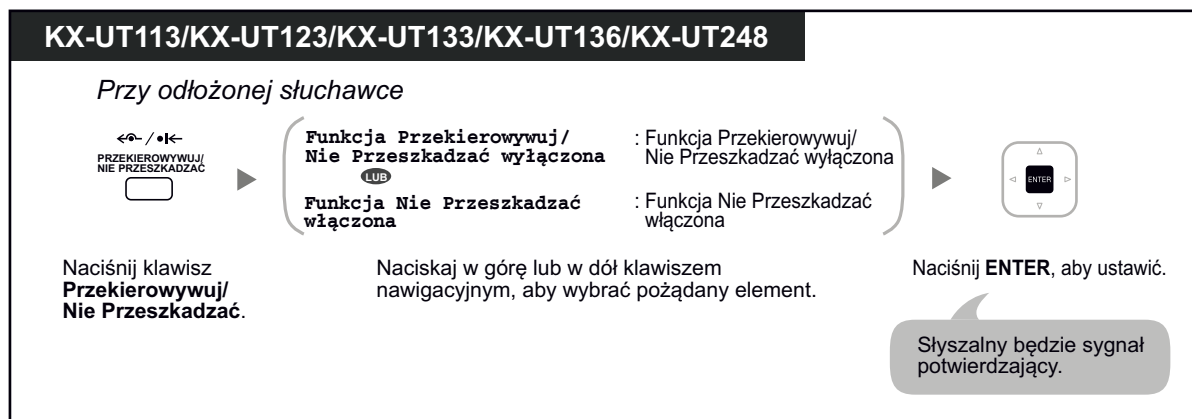 KX-UT113/KX-UT123/KX-UT133/KX-UT136/KX-UT248
Przy odłożonej słuchawce
PRZEKIEROWYWUJ/
NIE PRZESZKADZAĆ
Funkcja Przekierowywuj/
Nie Przeszkadzać wyłączona
: Funkcja Przekierowywuj/
Nie Przeszkadzać wyłączona
LUB
Funkcja Nie Przeszkadzać
włączona
: Funkcja Nie Przeszkadzać
włączona
ENTER
Naciśnij klawisz
Przekierowywuj/
Nie Przeszkadzać.
Naciskaj w górę lub w dół klawiszem
nawigacyjnym, aby wybrać pożądany element.
Naciśnij ENTER, aby ustawić.
Słyszalny będzie sygnał
potwierdzający.